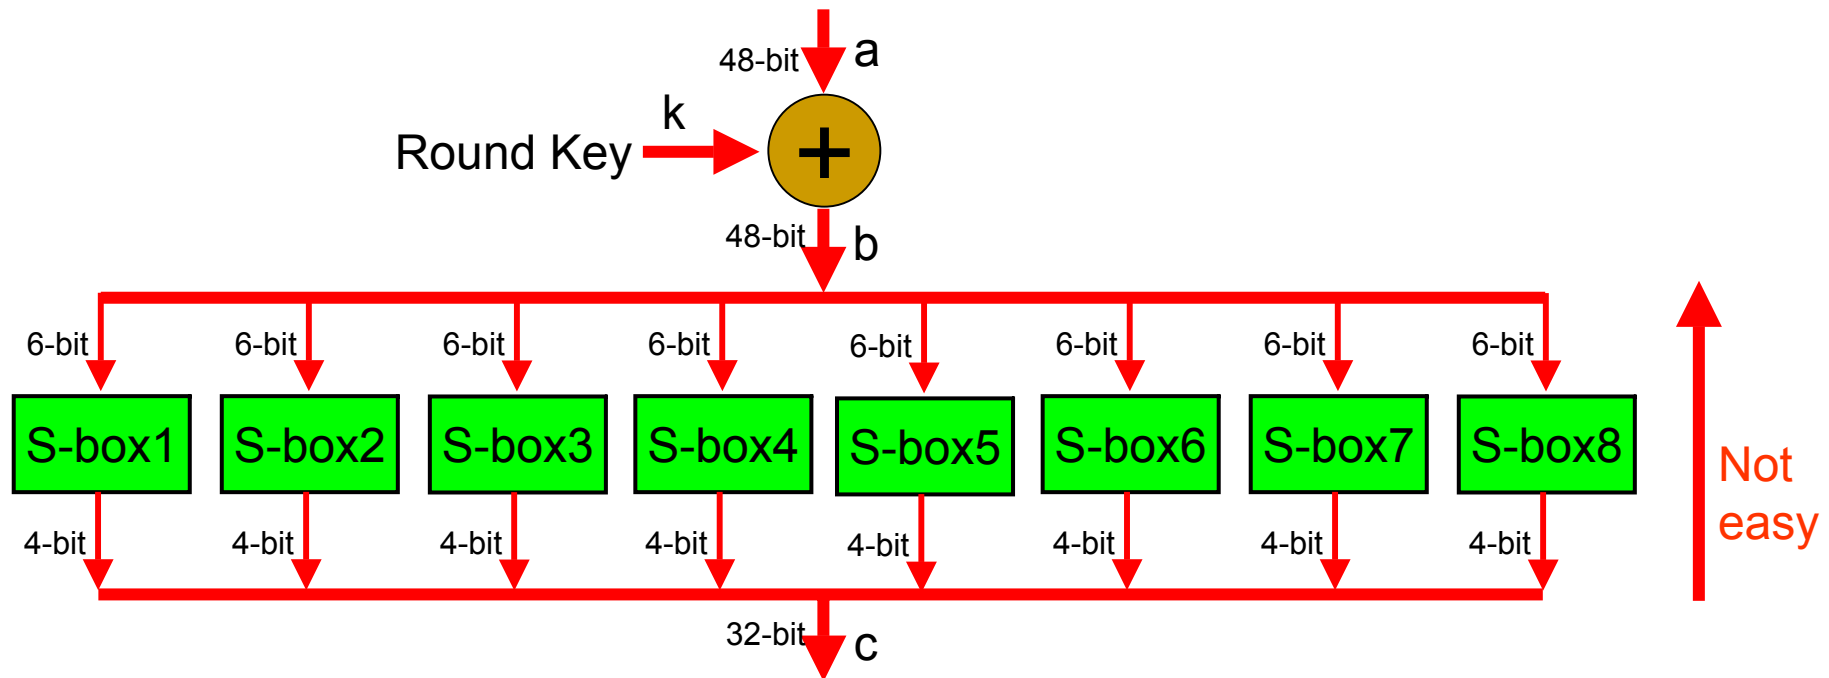 48-bit a
k
Round Key +
48-bit b
6-bit 6-bit 6-bit 6-bit 6-bit 6-bit 6-bit 6-bit
S-box1 S-box2 S-box3 S-box4 S-box5 S-box6 S-box7 S-box8
Not
easy
4-bit 4-bit 4-bit 4-bit 4-bit 4-bit 4-bit 4-bit
32-bit c